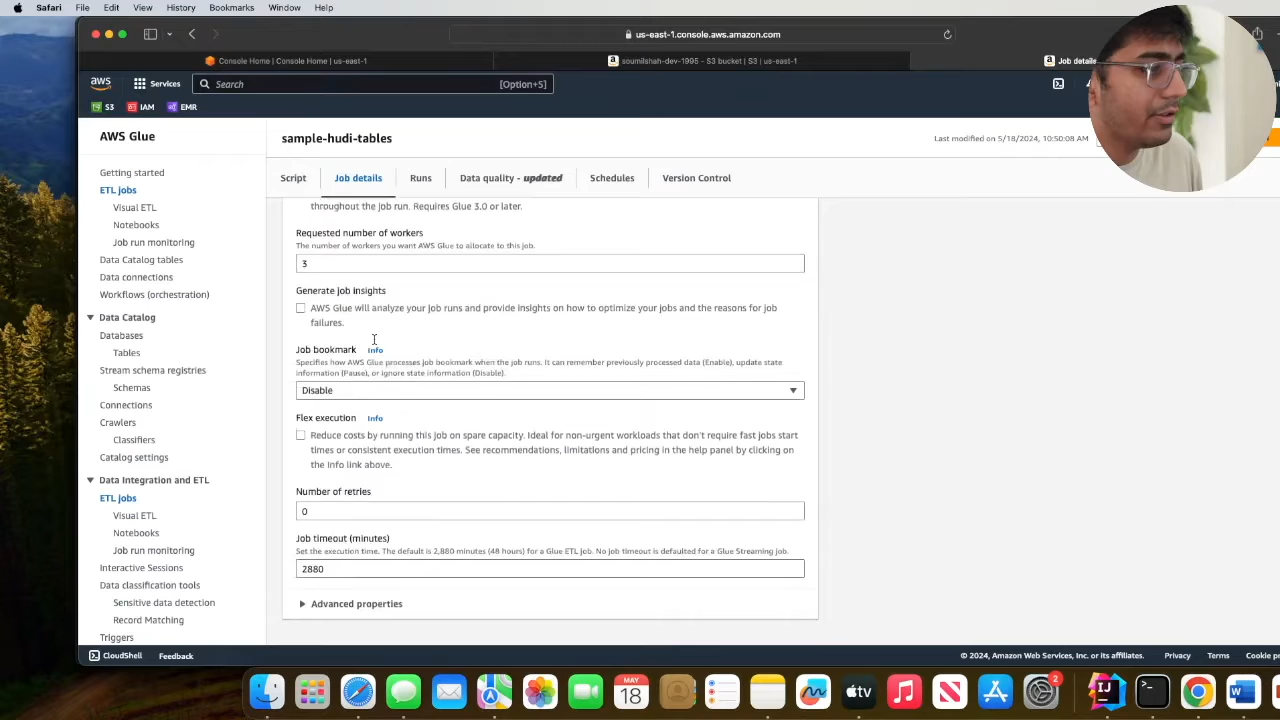 Safari File Edit View History Bookmarks Window Help
us-east-1.console.aws.amazon.com
Console Home | Console Home | us-east-1
soumilshah-dev-1995 - S3 bucket | S3 | us-east-1
Job details
aws Services Search [Option+S]
S3 IAM EMR
AWS Glue
Getting started
ETL jobs
Visual ETL
Notebooks
Job run monitoring
Data Catalog tables
Data connections
Workflows (orchestration)
Data Catalog
Databases
Tables
Stream schema registries
Schemas
Connections
Crawlers
Classifiers
Catalog settings
Data Integration and ETL
ETL jobs
Visual ETL
Notebooks
Job run monitoring
Interactive Sessions
Data classification tools
Sensitive data detection
Record Matching
Triggers
sample-hudi-tables
Last modified on 5/18/2024, 10:50:08 AM
Script Job details Runs Data quality - updated Schedules Version Control
throughout the job run. Requires Glue 3.0 or later.
Requested number of workers
The number of workers you want AWS Glue to allocate to this job.
3
Generate job insights
AWS Glue will analyze your job runs and provide insights on how to optimize your jobs and the reasons for job
failures.
Job bookmark Info
Specifies how AWS Glue processes job bookmark when the job runs. It can remember previously processed data (Enable), update state
information (Pause), or ignore state information (Disable).
Disable
Flex execution Info
Reduce costs by running this job on spare capacity. Ideal for non-urgent workloads that don't require fast jobs start
times or consistent execution times. See recommendations, limitations and pricing in the help panel by clicking on
the Info link above.
Number of retries
0
Job timeout (minutes)
Set the execution time. The default is 2,880 minutes (48 hours) for a Glue ETL job. No job timeout is defaulted for a Glue Streaming job.
2880
Advanced properties
CloudShell Feedback
© 2024, Amazon Web Services, Inc. or its affiliates. Privacy Terms Cookie
MAY
18
tv
2
IJ
W